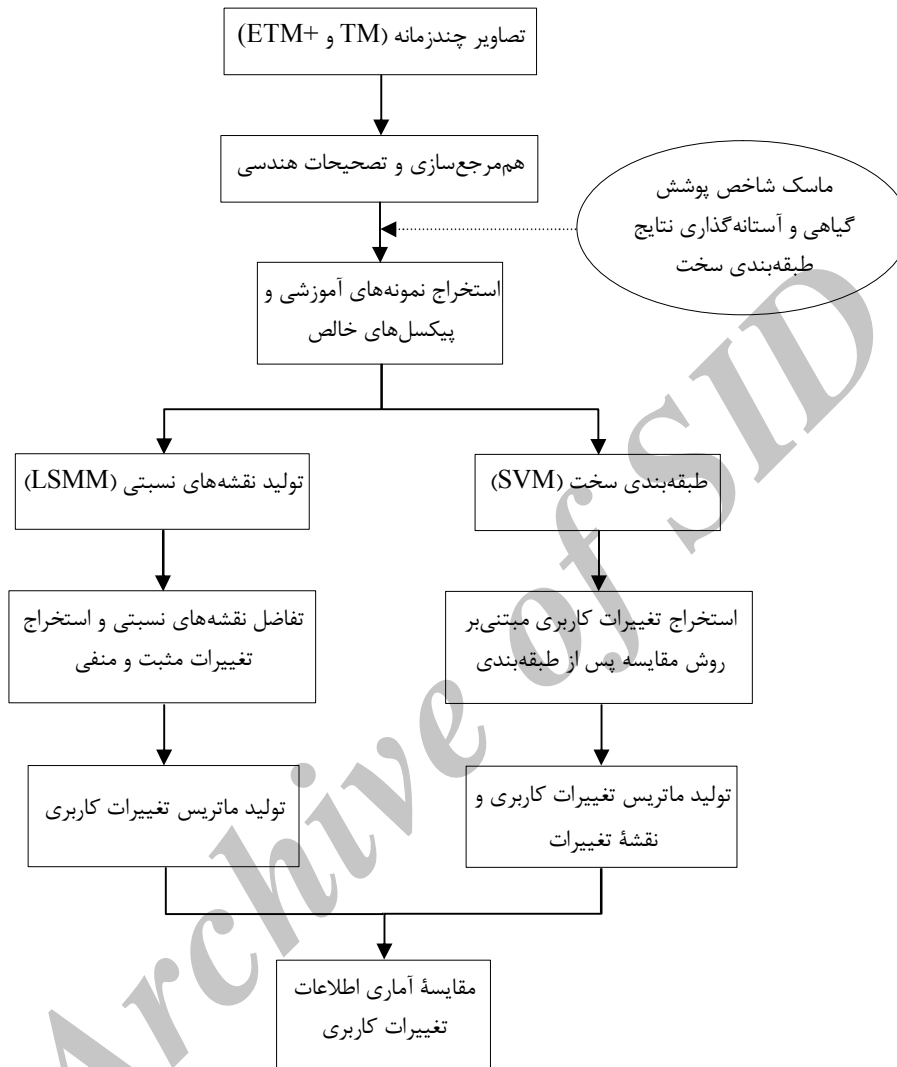 تصاویر چندزمانه (TM و ETM+)
هم‌مرجع‌سازی و تصحیحات هندسی
ماسک شاخص پوشش
گیاهی و آستانه‌گذاری نتایج
طبقه‌بندی سخت
استخراج نمونه‌های آموزشی و
پیکسل‌های خالص
طبقه‌بندی سخت (SVM)
تولید نقشه‌های نسبتی (LSMM)
استخراج تغییرات کاربری مبتنی‌بر
روش مقایسه پس از طبقه‌بندی
تفاضل نقشه‌های نسبتی و استخراج
تغییرات مثبت و منفی
تولید ماتریس تغییرات کاربری و
نقشۀ تغییرات
تولید ماتریس تغییرات کاربری
مقایسۀ آماری اطلاعات
تغییرات کاربری
Archive of SID